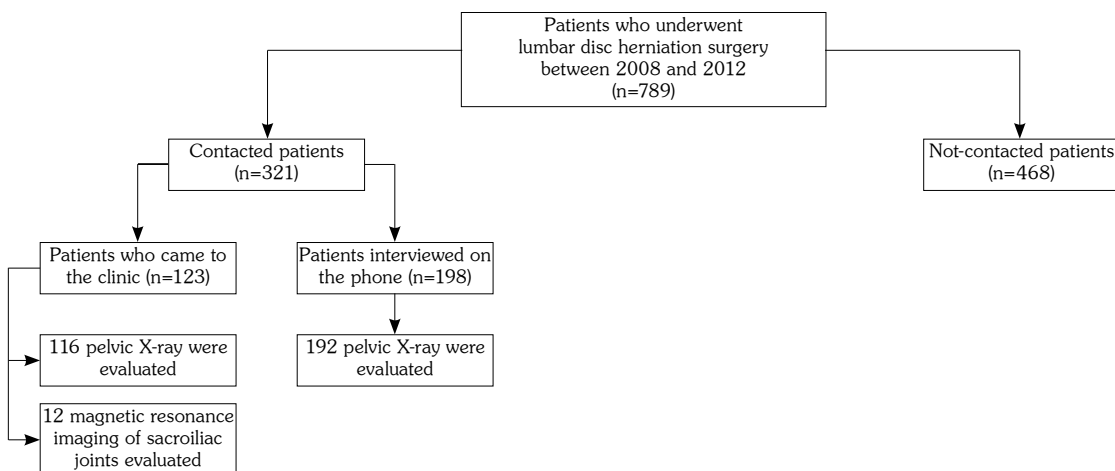 Patients who underwent
lumbar disc herniation surgery
between 2008 and 2012
(n=789)
Contacted patients
(n=321)
Not-contacted patients
(n=468)
Patients who came to
the clinic (n=123)
Patients interviewed on
the phone (n=198)
116 pelvic X-ray were
evaluated
192 pelvic X-ray were
evaluated
12 magnetic resonance
imaging of sacroiliac
joints evaluated